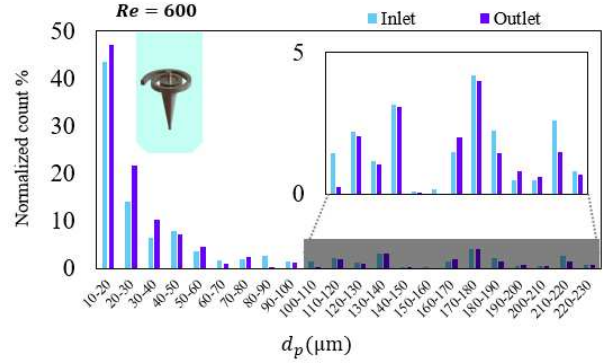 Re = 600
Inlet Outlet
Normalized count %
50
40
30
20
10
0
5
0
10-20 20-30 30-40 40-50 50-60 60-70 70-80 80-90 90-100 100-110 110-120 120-130 130-140 140-150 150-160 160-170 170-180 180-190 190-200 200-210 210-220 220-230
d_p(μm)